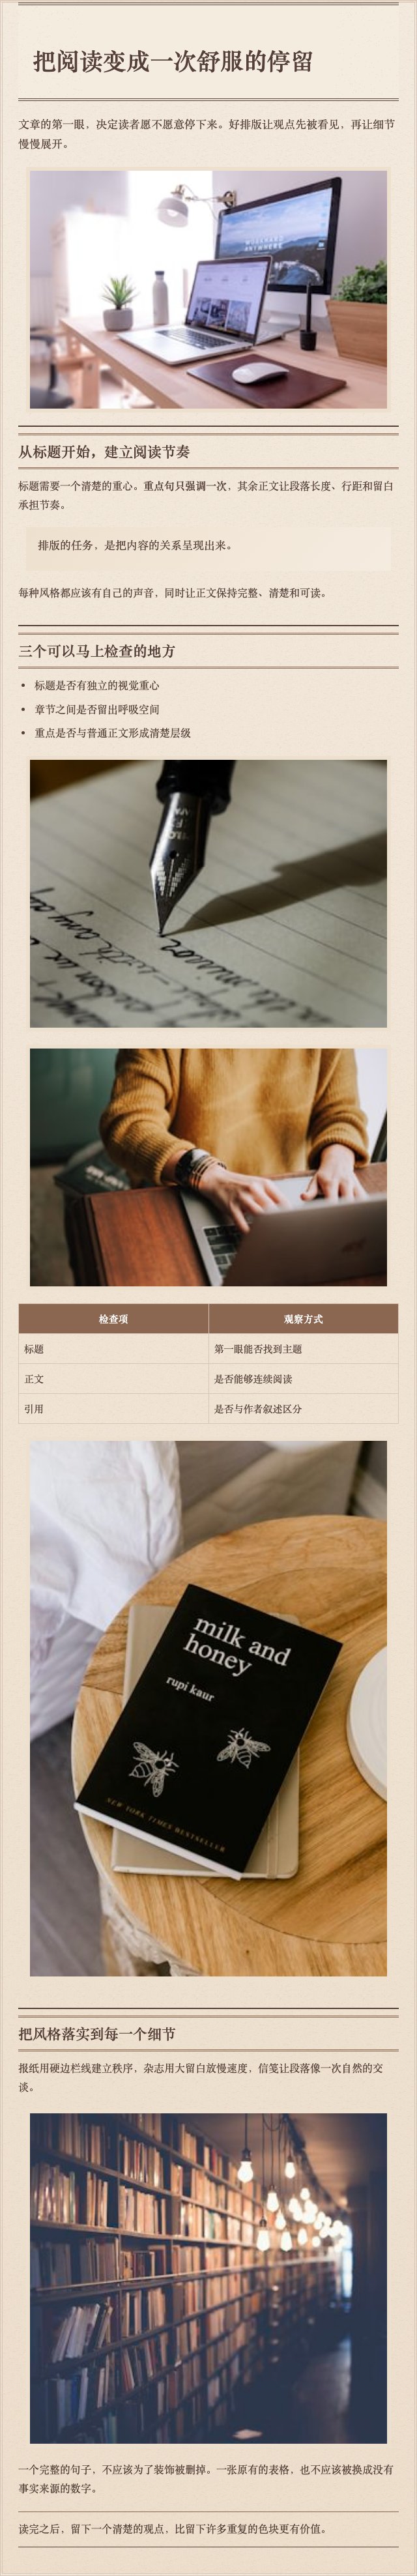 把阅读变成一次舒服的停留
文章的第一眼，决定读者愿不愿意停下来。好排版让观点先被看见，再让细节
慢慢展开。
从标题开始，建立阅读节奏
标题需要一个清楚的重心。重点句只强调一次，其余正文让段落长度、行距和留白
承担节奏。
排版的任务，是把内容的关系呈现出来。
每种风格都应该有自己的声音，同时让正文保持完整、清楚和可读。
三个可以马上检查的地方
• 标题是否有独立的视觉重心
• 章节之间是否留出呼吸空间
• 重点是否与普通正文形成清楚层级
检查项 观察方式
标题 第一眼能否找到主题
正文 是否能够连续阅读
引用 是否与作者叙述区分
milk and
honey
rupi kaur
NEW YORK TIMES BESTSELLER
把风格落实到每一个细节
报纸用硬边栏线建立秩序，杂志用大留白放慢速度，信笺让段落像一次自然的交
谈。
一个完整的句子，不应该为了装饰被删掉。一张原有的表格，也不应该被换成没有
事实来源的数字。
读完之后，留下一个清楚的观点，比留下许多重复的色块更有价值。